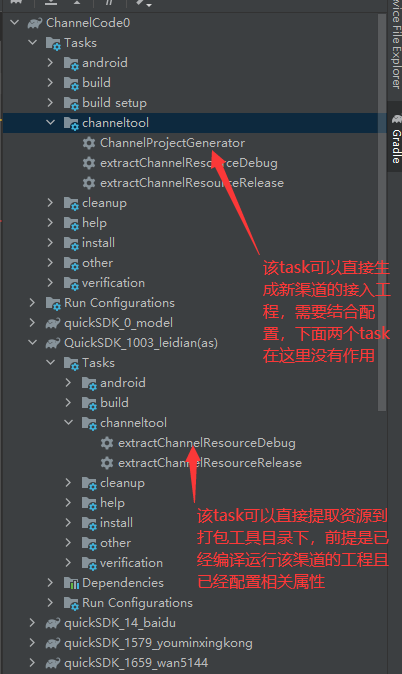 ChannelCode0
Tasks
android
build
build setup
channeltool
ChannelProjectGenerator
extractChannelResourceDebug
extractChannelResourceRelease
cleanup
help
install
other
verification
Run Configurations
quickSDK_0_model
QuickSDK_1003_leidian(as)
Tasks
android
build
channeltool
extractChannelResourceDebug
extractChannelResourceRelease
cleanup
help
install
other
verification
Dependencies
Run Configurations
quickSDK_14_baidu
quickSDK_1579_youminxingkong
quickSDK_1659_wan5144
该task可以直接生
成新渠道的接入工
程，需要结合配
置，下面两个task
在这里没有作用
该task可以直接提取资源到
打包工具目录下，前提是已
经编译运行该渠道的工程且
已经配置相关属性
vice File Explorer
Gradle